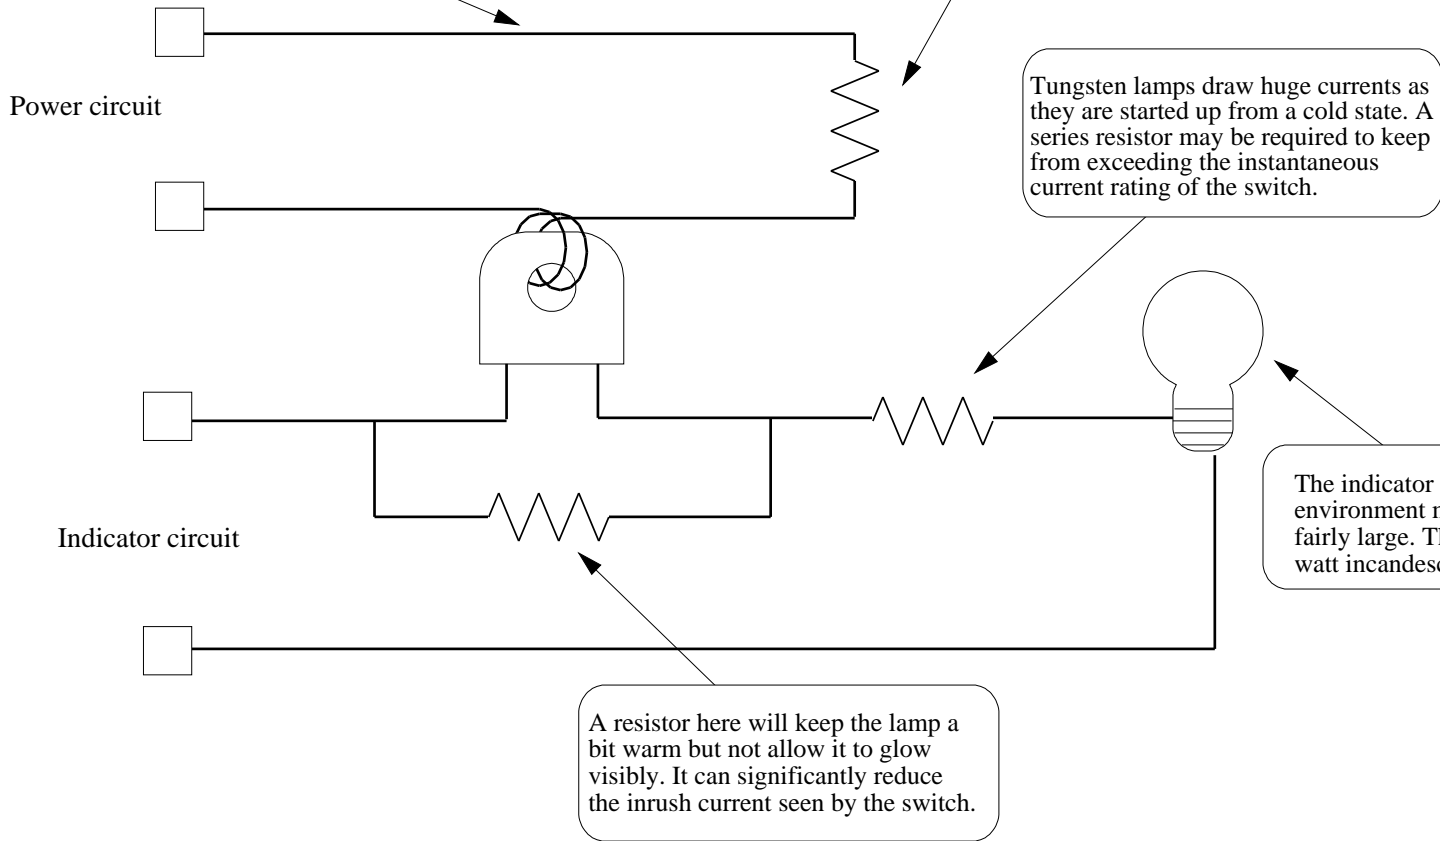 Power circuit
Tungsten lamps draw huge currents as
they are started up from a cold state. A
series resistor may be required to keep
from exceeding the instantaneous
current rating of the switch.
The indicator
environment
fairly large.
watt
Indicator circuit
A resistor here will keep the lamp a
bit warm but not allow it to glow
visibly. It can significantly reduce
the inrush current seen by the switch.